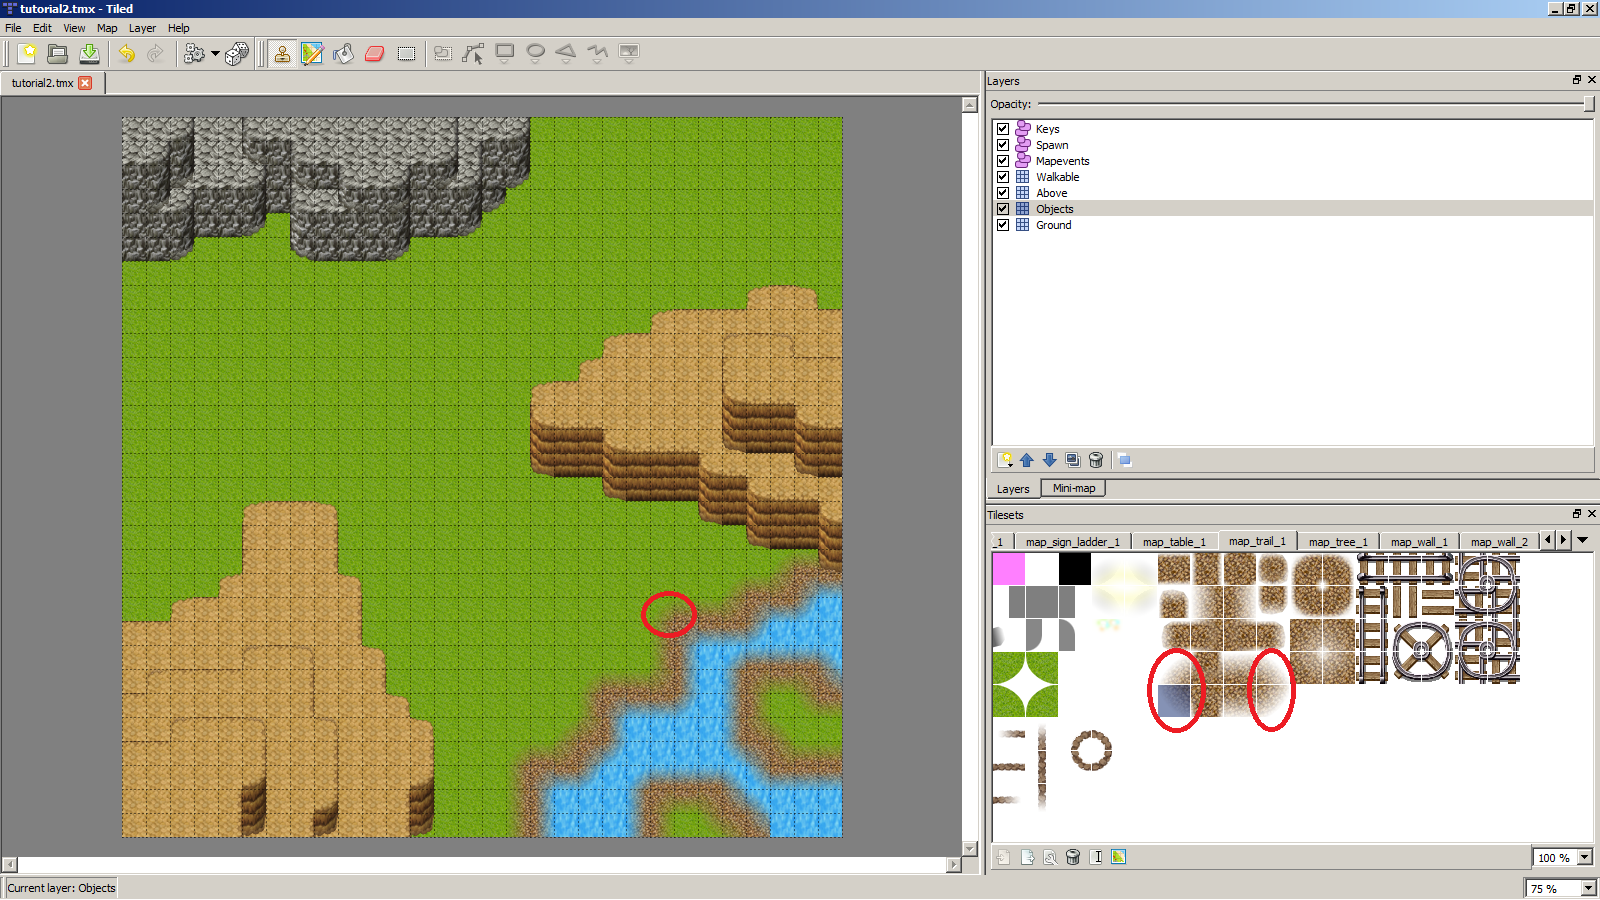 tutorial2.tmx - Tiled
File Edit View Map Layer Help
tutorial2.tmx
Layers
Opacity:
Keys
Spawn
Mapevents
Walkable
Above
Objects
Ground
Layers Mini-map
Tilesets
_1 map_sign_ladder_1 map_table_1 map_trail_1 map_tree_1 map_wall_1 map_wall_2
100 %
Current layer: Objects
75 %